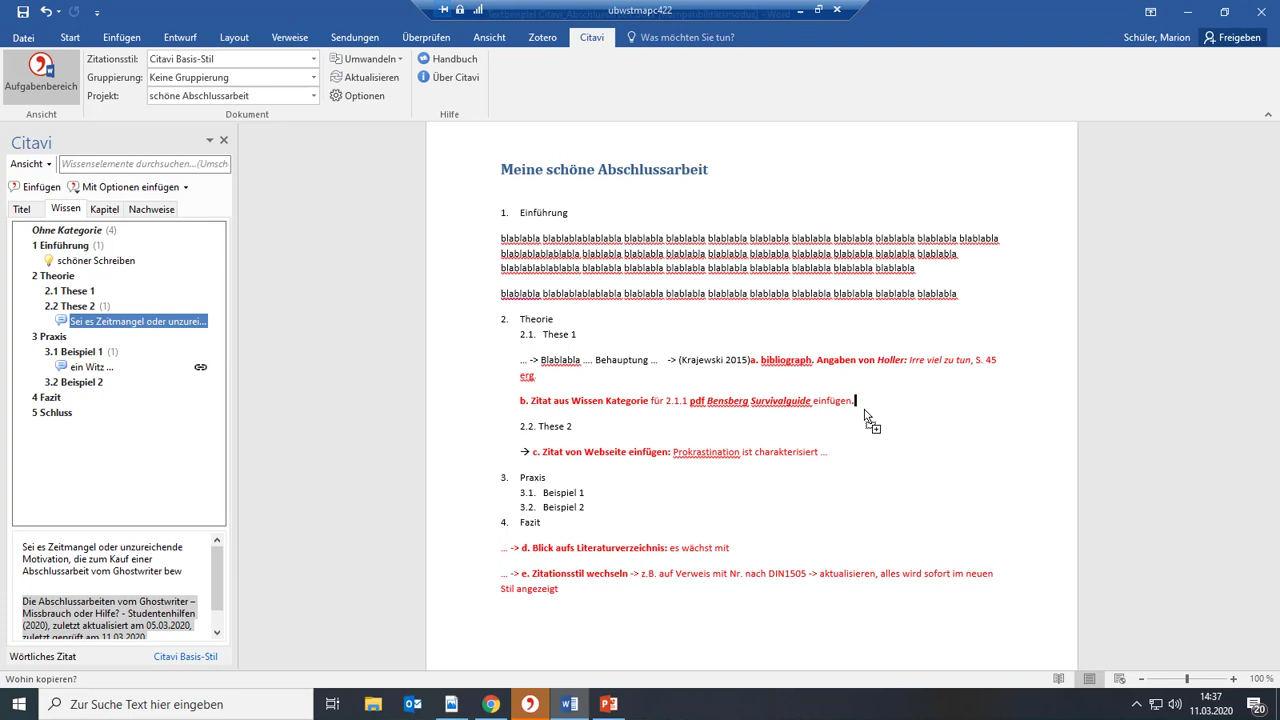 ubwstmapc422
Datei Start Einfügen Entwurf Layout Verweise Sendungen Überprüfen Ansicht Zotero Citavi Was möchten Sie tun? Schüler, Marion Freigeben
Aufgabenbereich
Zitationsstil: Citavi Basis-Stil
Gruppierung: Keine Gruppierung
Projekt: schöne Abschlussarbeit
Umwandeln
Aktualisieren
Optionen
Handbuch
Über Citavi
Ansicht Dokument Hilfe
Citavi
Ansicht Wissenselemente durchsuchen...(Umsch
Einfügen Mit Optionen einfügen
Titel Wissen Kapitel Nachweise
Ohne Kategorie (4)
1 Einführung (1)
schöner Schreiben
2 Theorie
2.1 These 1
2.2 These 2 (1)
Sei es Zeitmangel oder unzurei...
3 Praxis
3.1 Beispiel 1 (1)
ein Witz ...
3.2 Beispiel 2
4 Fazit
5 Schluss
Sei es Zeitmangel oder unzureichende
Motivation, die zum Kauf einer
Abschlussarbeit vom Ghostwriter bew
Die Abschlussarbeiten vom Ghostwriter –
Missbrauch oder Hilfe? - Studentenhilfen
(2020), zuletzt aktualisiert am 05.03.2020,
zuletzt geprüft am 11.03.2020
Wörtliches Zitat Citavi Basis-Stil
Meine schöne Abschlussarbeit
1. Einführung
blablabla blablablablablabla blablabla blablabla blablabla blablabla blablabla blablabla blablabla blablabla blablabla
blablablablablabla blablabla blablabla blablabla blablabla blablabla blablabla blablabla blablabla blablabla
blablablablablabla blablabla blablabla blablabla blablabla blablabla blablabla blablabla blablabla
blablabla blablablablablabla blablabla blablabla blablabla blablabla blablabla blablabla blablabla blablabla
2. Theorie
2.1. These 1
... -> Blablabla .... Behauptung ... -> (Krajewski 2015)a. bibliograph. Angaben von Holler: Irre viel zu tun, S. 45
erg.
b. Zitat aus Wissen Kategorie für 2.1.1 pdf Bensberg Survivalguide einfügen.
2.2. These 2
→ c. Zitat von Webseite einfügen: Prokrastination ist charakterisiert ...
3. Praxis
3.1. Beispiel 1
3.2. Beispiel 2
4. Fazit
... -> d. Blick aufs Literaturverzeichnis: es wächst mit
... -> e. Zitationsstil wechseln -> z.B. auf Verweis mit Nr. nach DIN1505 -> aktualisieren, alles wird sofort im neuen
Stil angezeigt
Wohin kopieren? 100 %
Zur Suche Text hier eingeben
14:37
11.03.2020
20